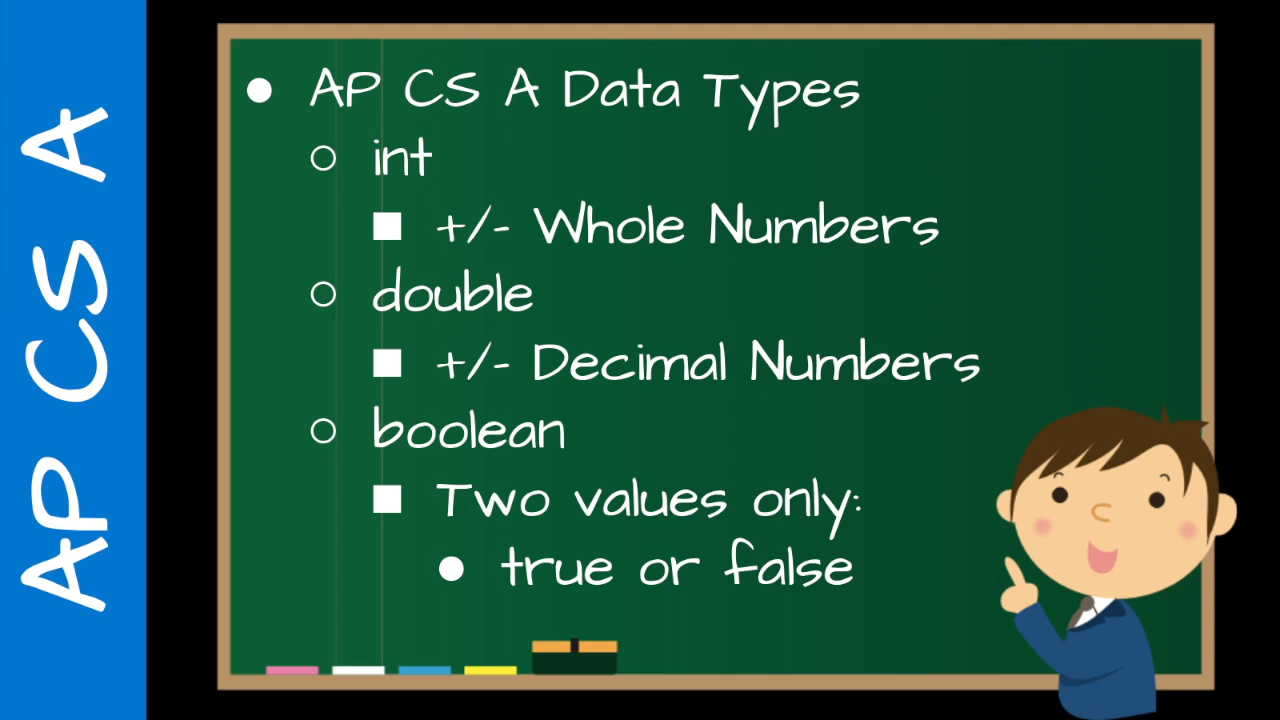 AP CS A
● AP CS A Data Types
○ int
■ +/- Whole Numbers
○ double
■ +/- Decimal Numbers
○ boolean
■ Two values only:
● true or false